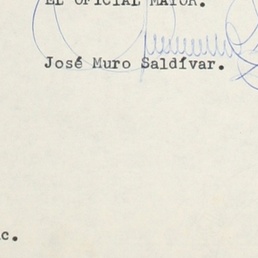 EL OFICIAL MAYOR.
José Muro Saldívar.
c.